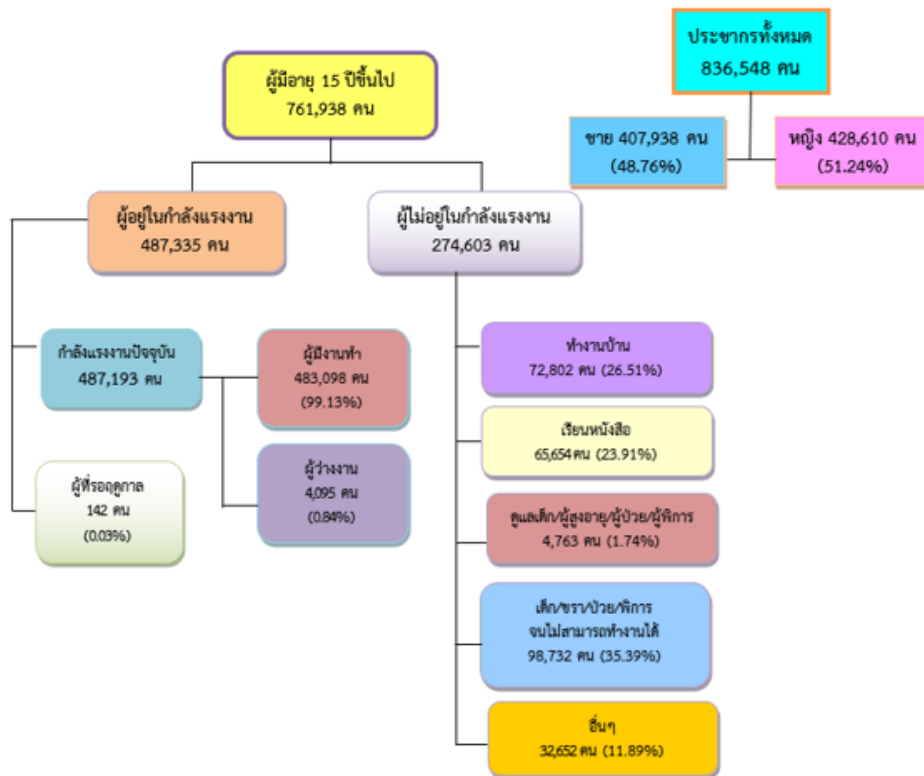 ประชากรทั้งหมด
836,548 คน
ชาย 407,938 คน
(48.76%)
หญิง 428,610 คน
(51.24%)
ผู้มีอายุ 15 ปีขึ้นไป
761,938 คน
ผู้อยู่ในกำลังแรงงาน
487,335 คน
ผู้ไม่อยู่ในกำลังแรงงาน
274,603 คน
กำลังแรงงานปัจจุบัน
487,193 คน
ผู้มีงานทำ
483,098 คน
(99.13%)
ผู้ว่างงาน
4,095 คน
(0.84%)
ผู้ที่รอฤดูกาล
142 คน
(0.03%)
ทำงานบ้าน
72,802 คน (26.51%)
เรียนหนังสือ
65,654 คน (23.91%)
ดูแลเด็ก/ผู้สูงอายุ/ผู้ป่วย/ผู้พิการ
4,763 คน (1.74%)
เด็ก/ชรา/ป่วย/พิการ
จนไม่สามารถทำงานได้
98,732 คน (35.39%)
อื่นๆ
32,652 คน (11.89%)